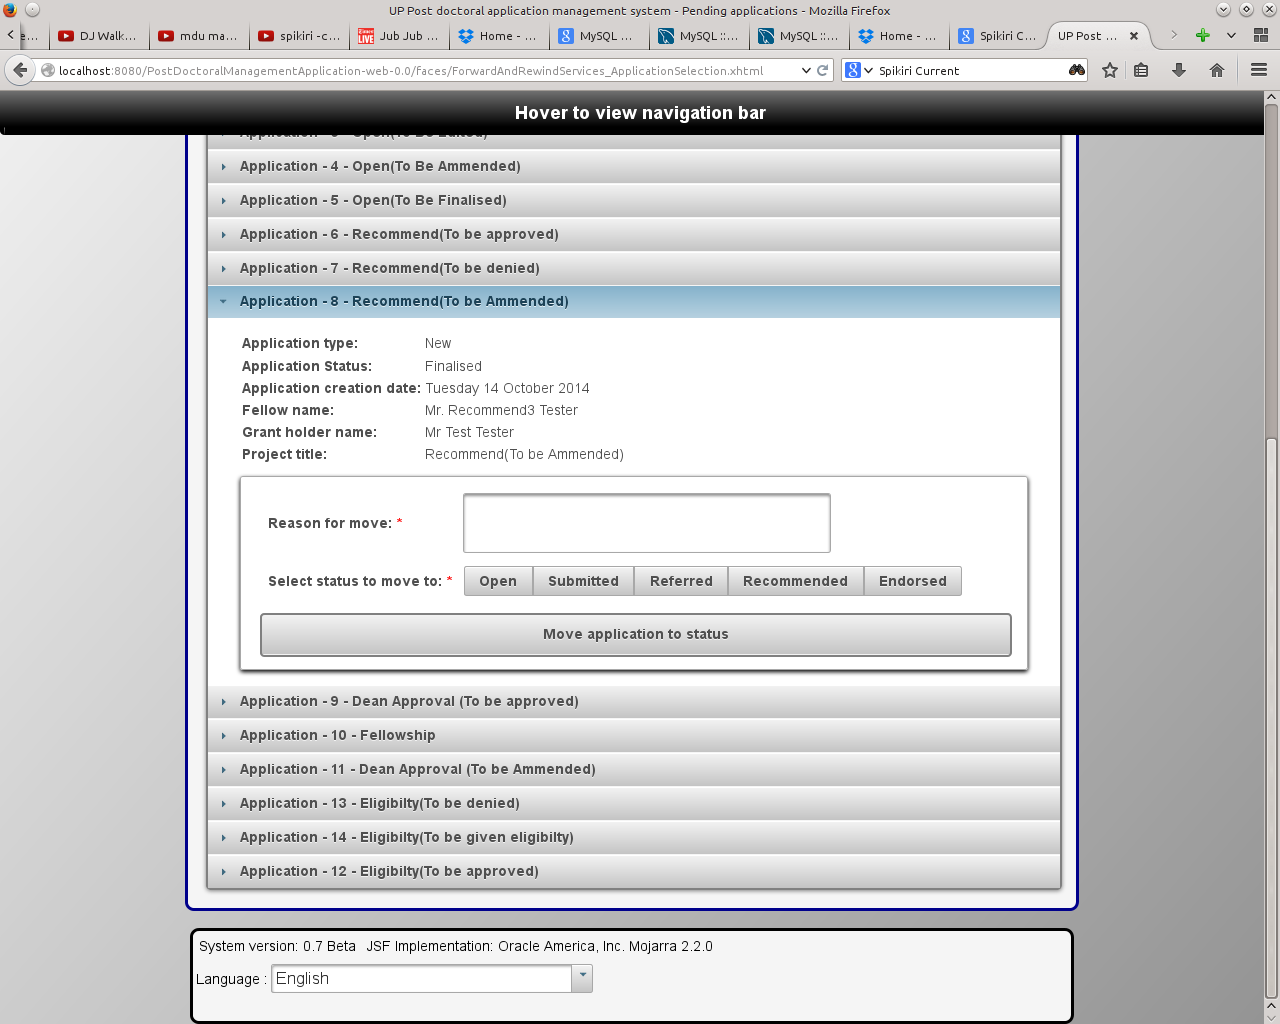 UP Post doctoral application management system - Pending applications - Mozilla Firefox
DJ Walk... mdu ma... spikiri -c... Jub Jub ... Home - ... MySQL ... MySQL ::... MySQL ::... Home - ... Spikiri C... UP Post ...
localhost:8080/PostDoctoralManagementApplication-web-0.0/faces/ForwardAndRewindServices_ApplicationSelection.xhtml Spikiri Current
Hover to view navigation bar
Application - 4 - Open(To Be Ammended)
Application - 5 - Open(To Be Finalised)
Application - 6 - Recommend(To be approved)
Application - 7 - Recommend(To be denied)
Application - 8 - Recommend(To be Ammended)
Application type: New
Application Status: Finalised
Application creation date: Tuesday 14 October 2014
Fellow name: Mr. Recommend3 Tester
Grant holder name: Mr Test Tester
Project title: Recommend(To be Ammended)
Reason for move: *
Select status to move to: * Open Submitted Referred Recommended Endorsed
Move application to status
Application - 9 - Dean Approval (To be approved)
Application - 10 - Fellowship
Application - 11 - Dean Approval (To be Ammended)
Application - 13 - Eligibilty(To be denied)
Application - 14 - Eligibilty(To be given eligibilty)
Application - 12 - Eligibilty(To be approved)
System version: 0.7 Beta JSF Implementation: Oracle America, Inc. Mojarra 2.2.0
Language : English